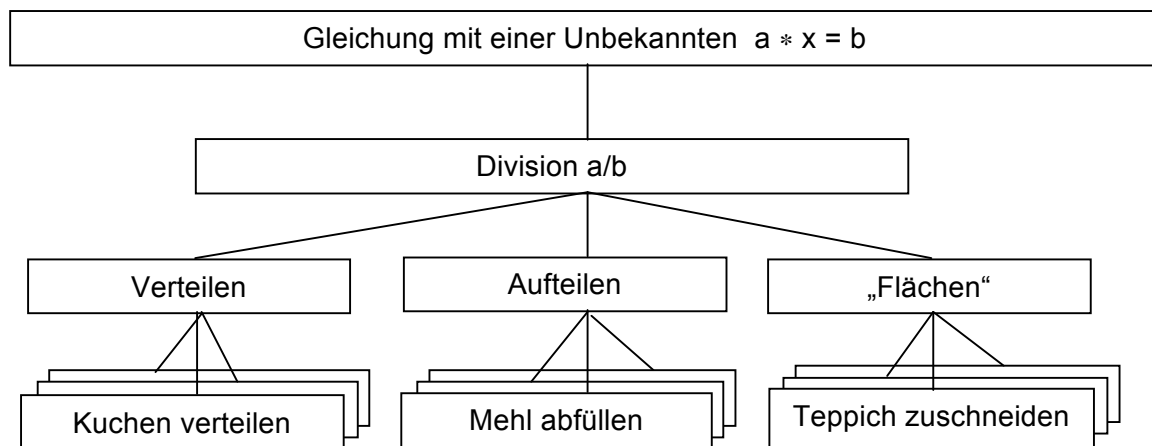 Gleichung mit einer Unbekannten a ∗ x = b
Division a/b
Verteilen
Aufteilen
„Flächen“
Kuchen verteilen
Mehl abfüllen
Teppich zuschneiden